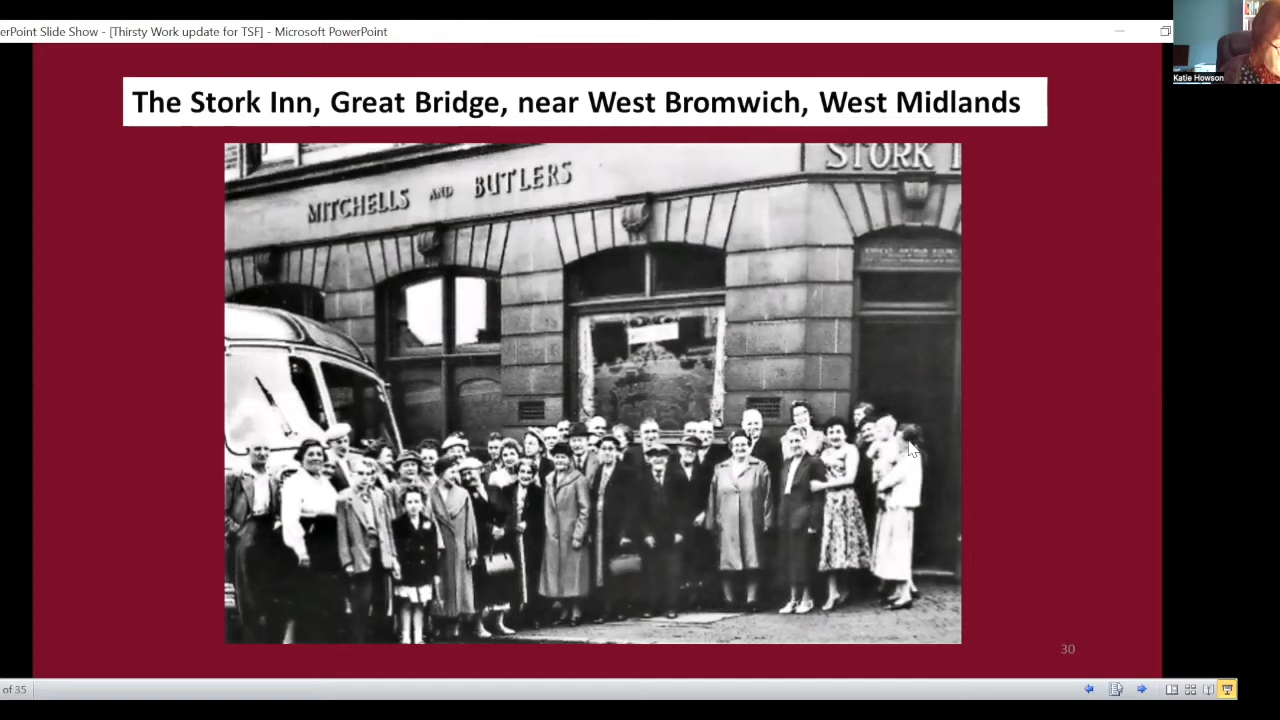 erPoint Slide Show - [Thirsty Work update for TSF] - Microsoft PowerPoint
Katie Howson
The Stork Inn, Great Bridge, near West Bromwich, West Midlands
MITCHELLS AND BUTLERS
STORK I
30
of 35